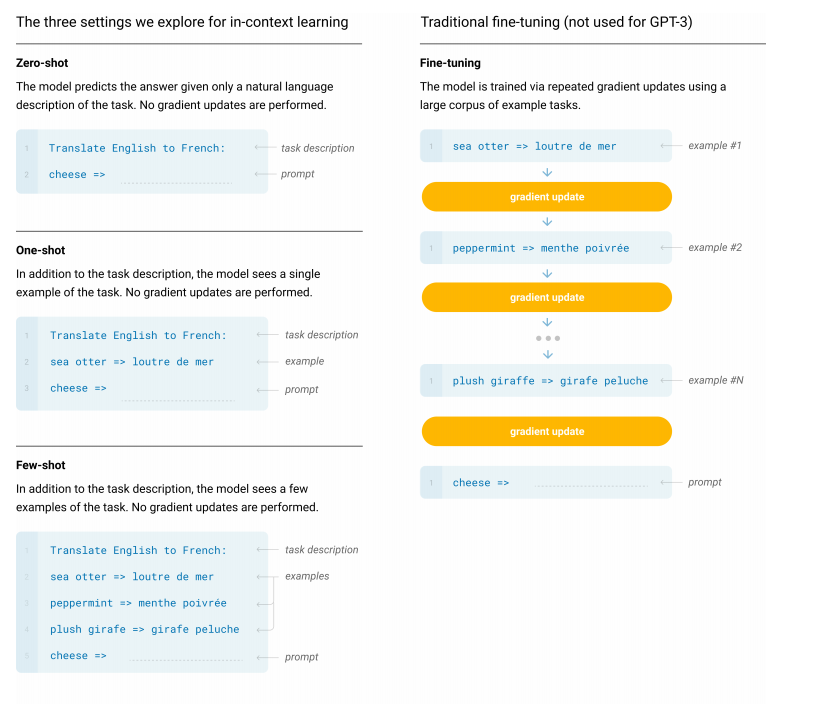 The three settings we explore for in-context learning
Zero-shot
The model predicts the answer given only a natural language
description of the task. No gradient updates are performed.
1 Translate English to French: task description
2 cheese => prompt
One-shot
In addition to the task description, the model sees a single
example of the task. No gradient updates are performed.
1 Translate English to French: task description
2 sea otter => loutre de mer example
3 cheese => prompt
Few-shot
In addition to the task description, the model sees a few
examples of the task. No gradient updates are performed.
1 Translate English to French: task description
2 sea otter => loutre de mer examples
3 peppermint => menthe poivrée
4 plush girafe => girafe peluche
5 cheese => prompt
Traditional fine-tuning (not used for GPT-3)
Fine-tuning
The model is trained via repeated gradient updates using a
large corpus of example tasks.
1 sea otter => loutre de mer example #1
gradient update
1 peppermint => menthe poivrée example #2
gradient update
1 plush giraffe => girafe peluche example #N
gradient update
1 cheese => prompt